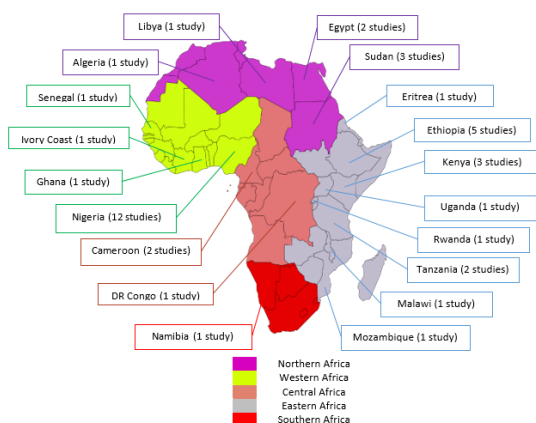 Libya (1 study)
Egypt (2 studies)
Algeria (1 study)
Sudan (3 studies)
Senegal (1 study)
Eritrea (1 study)
Ivory Coast (1 study)
Ethiopia (5 studies)
Ghana (1 study)
Kenya (3 studies)
Nigeria (12 studies)
Uganda (1 study)
Cameroon (2 studies)
Rwanda (1 study)
DR Congo (1 study)
Tanzania (2 studies)
Namibia (1 study)
Malawi (1 study)
Mozambique (1 study)
Northern Africa
Western Africa
Central Africa
Eastern Africa
Southern Africa